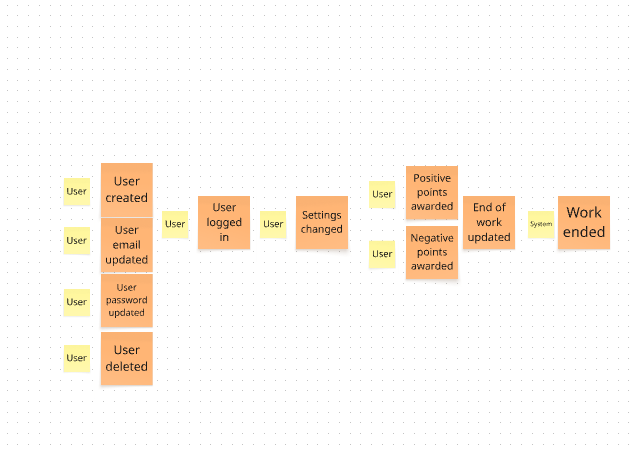 User
User
created
User
User
email
updated
User
User
password
updated
User
User
deleted
User
User
logged
in
User
Settings
changed
User
Positive
points
awarded
User
Negative
points
awarded
End of
work
updated
System
Work
ended